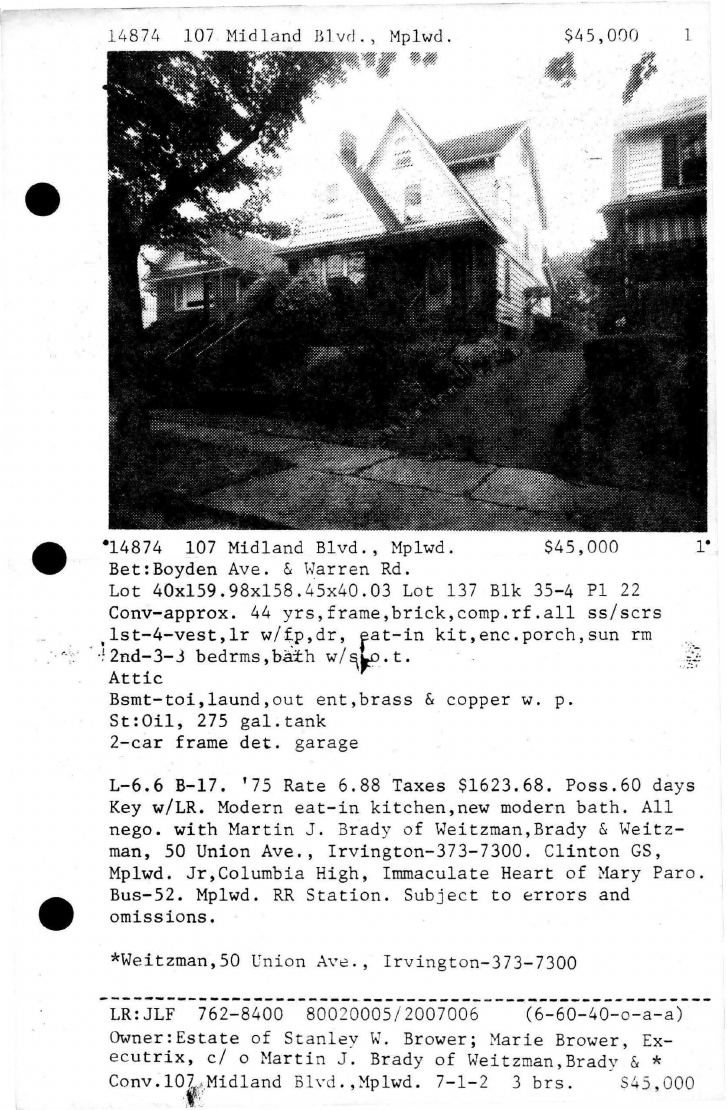 14874 107 Midland Blvd., Mplwd. $45,000 1
*14874 107 Midland Blvd., Mplwd. $45,000 1*
Bet:Boyden Ave. & Warren Rd.
Lot 40x159.98x158.45x40.03 Lot 137 Blk 35-4 Pl 22
Conv-approx. 44 yrs,frame,brick,comp.rf.all ss/scrs
1st-4-vest,lr w/fp,dr, eat-in kit,enc.porch,sun rm
2nd-3-3 bedrms,bath w/s.o.t.
Attic
Bsmt-toi,laund,out ent,brass & copper w. p.
St:Oil, 275 gal.tank
2-car frame det. garage
L-6.6 B-17. '75 Rate 6.88 Taxes $1623.68. Poss.60 days
Key w/LR. Modern eat-in kitchen,new modern bath. All
nego. with Martin J. Brady of Weitzman,Brady & Weitz-
man, 50 Union Ave., Irvington-373-7300. Clinton GS,
Mplwd. Jr,Columbia High, Immaculate Heart of Mary Paro.
Bus-52. Mplwd. RR Station. Subject to errors and
omissions.
*Weitzman,50 Union Ave., Irvington-373-7300
LR:JLF 762-8400 80020005/2007006 (6-60-40-o-a-a)
Owner:Estate of Stanley W. Brower; Marie Brower, Ex-
ecutrix, c/ o Martin J. Brady of Weitzman,Brady & *
Conv.107 Midland Blvd.,Mplwd. 7-1-2 3 brs. $45,000